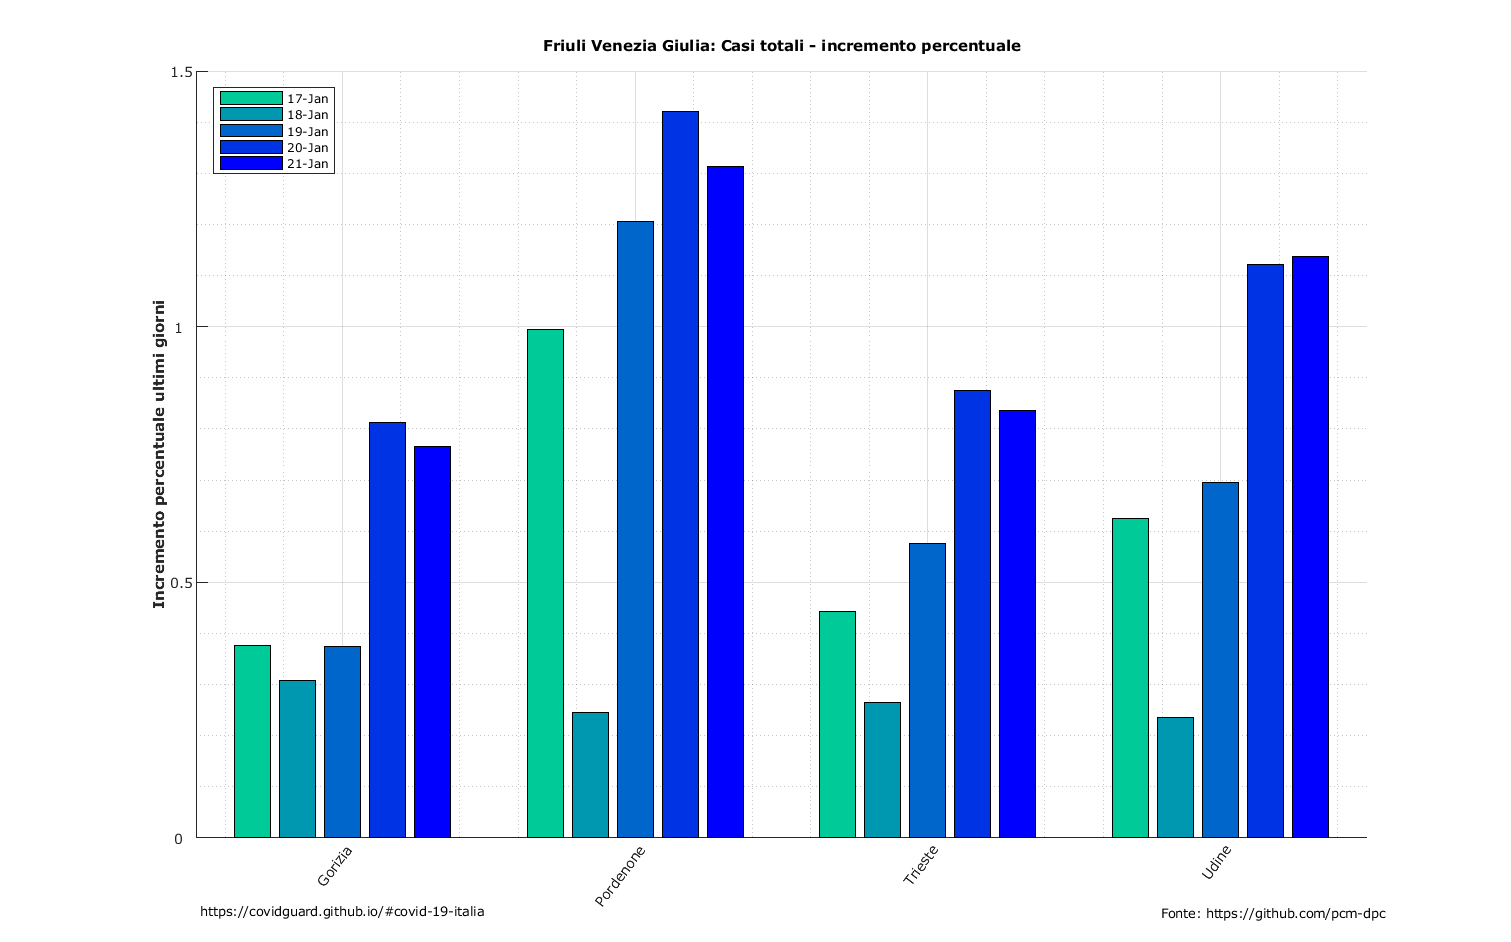 Friuli Venezia Giulia: Casi totali - incremento percentuale
1.5
17-Jan
18-Jan
19-Jan
20-Jan
21-Jan
1
0.5
0
Incremento percentuale ultimi giorni
Gorizia
Pordenone
Trieste
Udine
https://covidguard.github.io/#covid-19-italia
Fonte: https://github.com/pcm-dpc